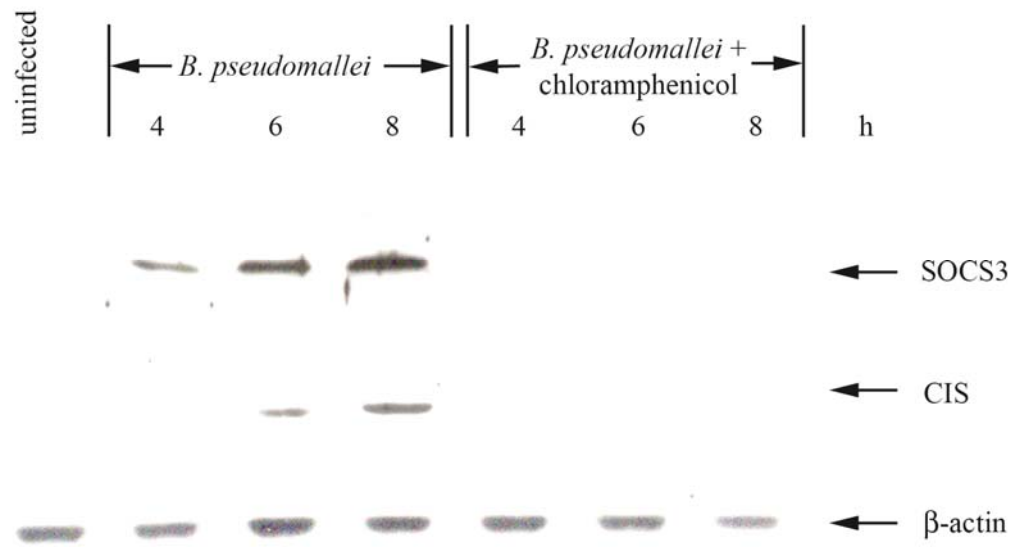 uninfected
B. pseudomallei
B. pseudomallei +
chloramphenicol
4 6 8 4 6 8 h
SOCS3
CIS
β-actin